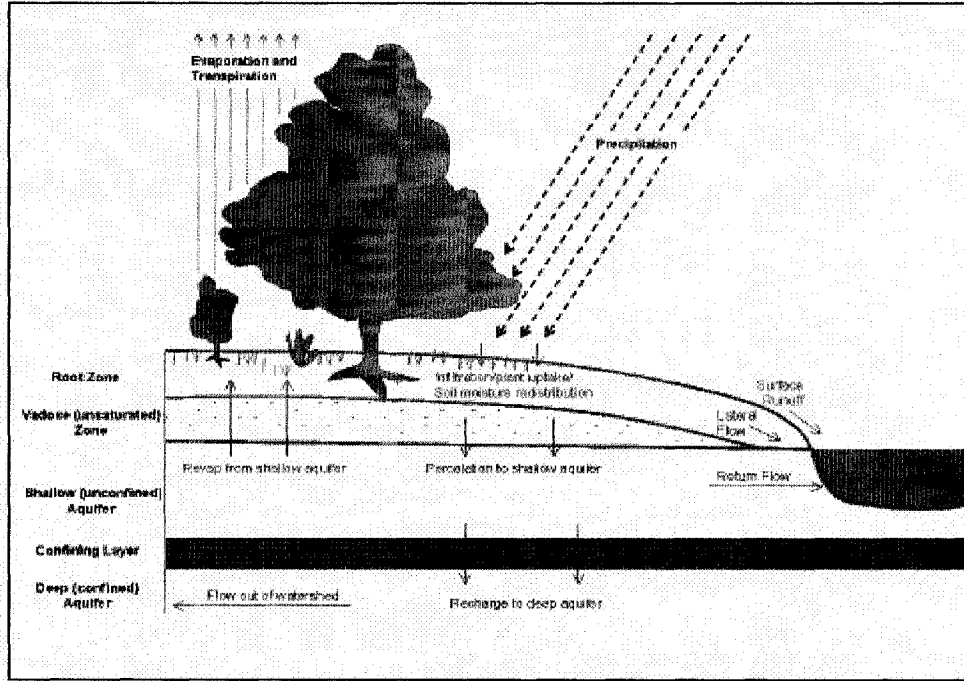 Evaporation and
Transpiration
Precipitation
Root Zone
Infiltration/plant uptake/
Soil moisture redistribution
Surface
Runoff
Lateral
Flow
Vadose (unsaturated)
Zone
Revap from shallow aquifer
Percolation to shallow aquifer
Return Flow
Shallow (unconfined)
Aquifer
Confining Layer
Deep (confined)
Aquifer
Flow out of watershed
Recharge to deep aquifer